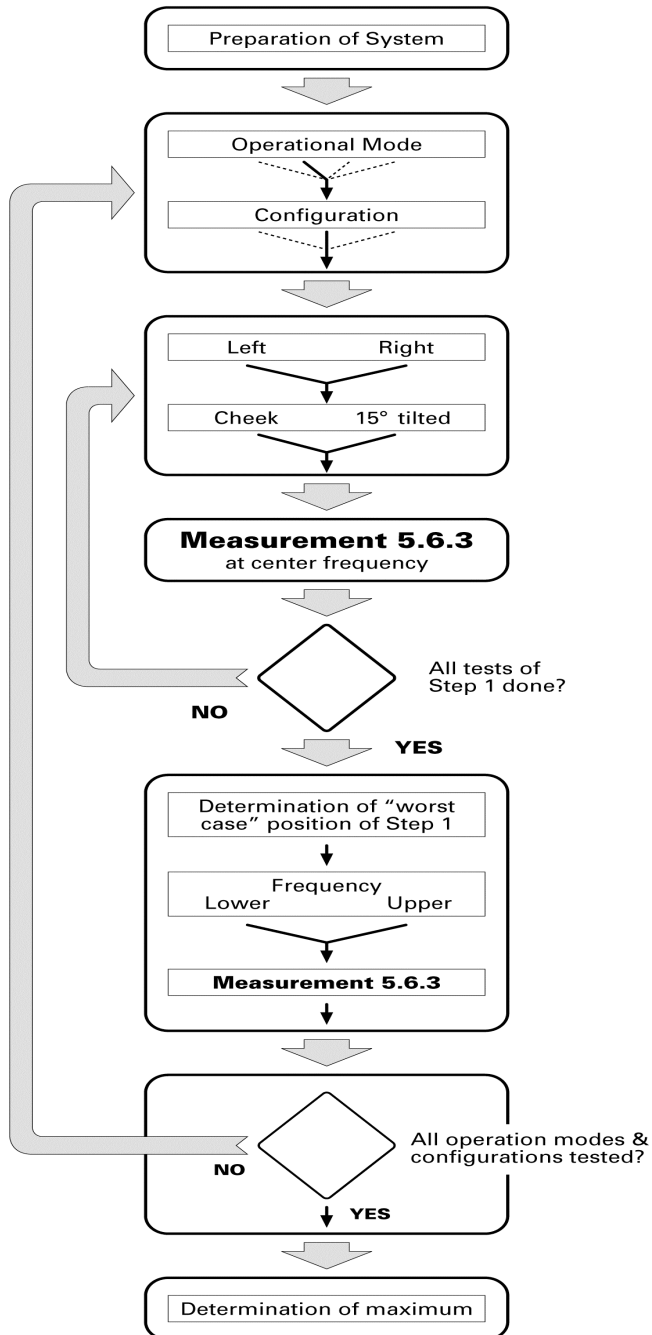 Preparation of System
Operational Mode
Configuration
Left Right
Cheek 15° tilted
Measurement 5.6.3
at center frequency
All tests of
Step 1 done?
NO
YES
Determination of “worst
case” position of Step 1
Frequency
Lower Upper
Measurement 5.6.3
All operation modes &
configurations tested?
NO
YES
Determination of maximum